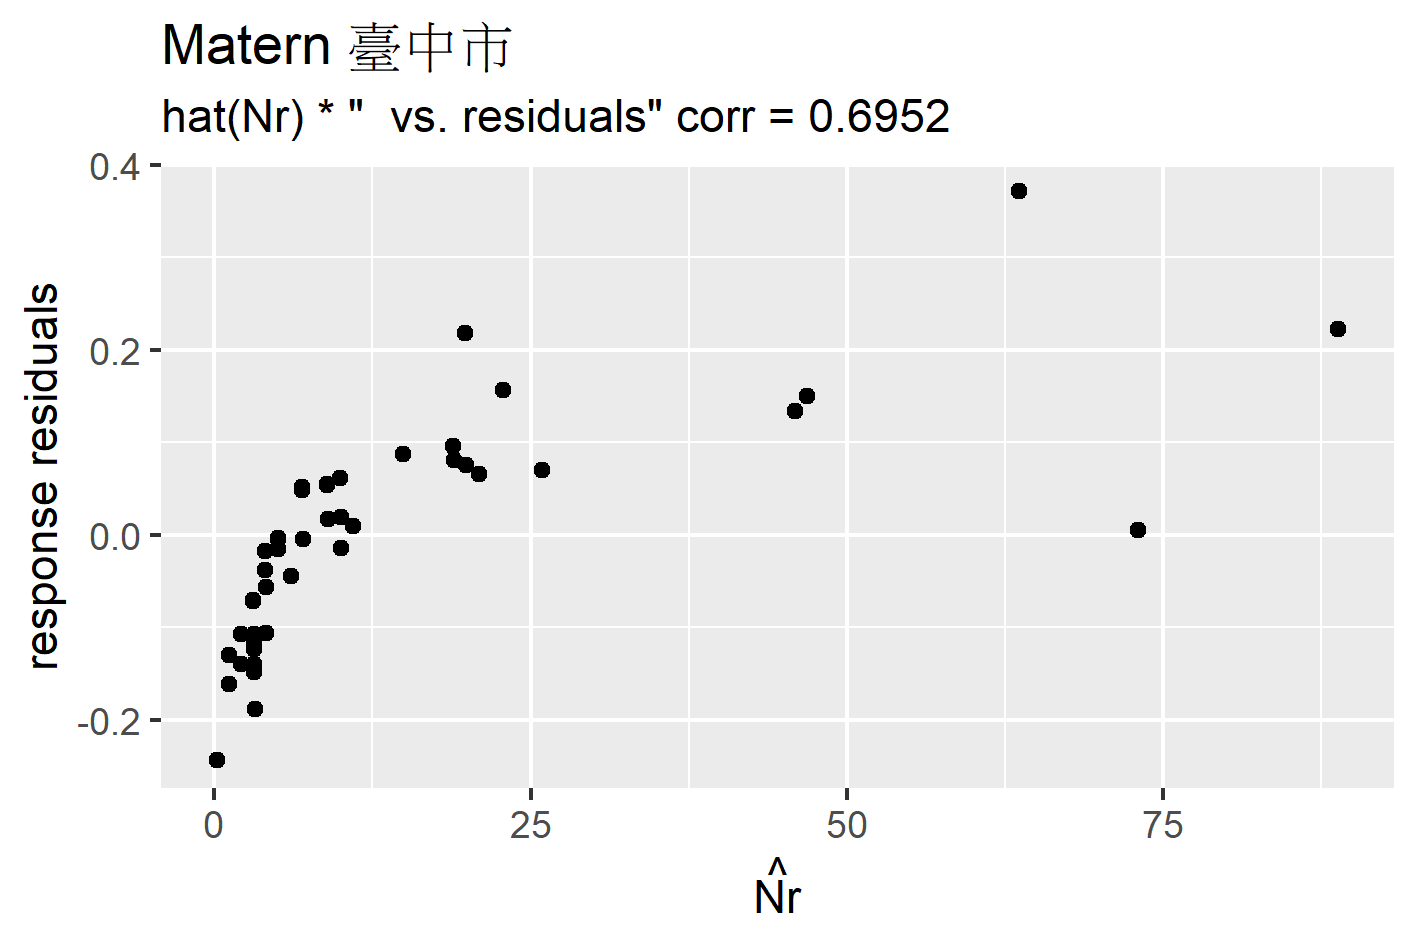 Matern 臺中市
hat(Nr) * "  vs. residuals" corr = 0.6952
0.4
0.2
0.0
-0.2
response residuals
0
25
50
75
N̂r